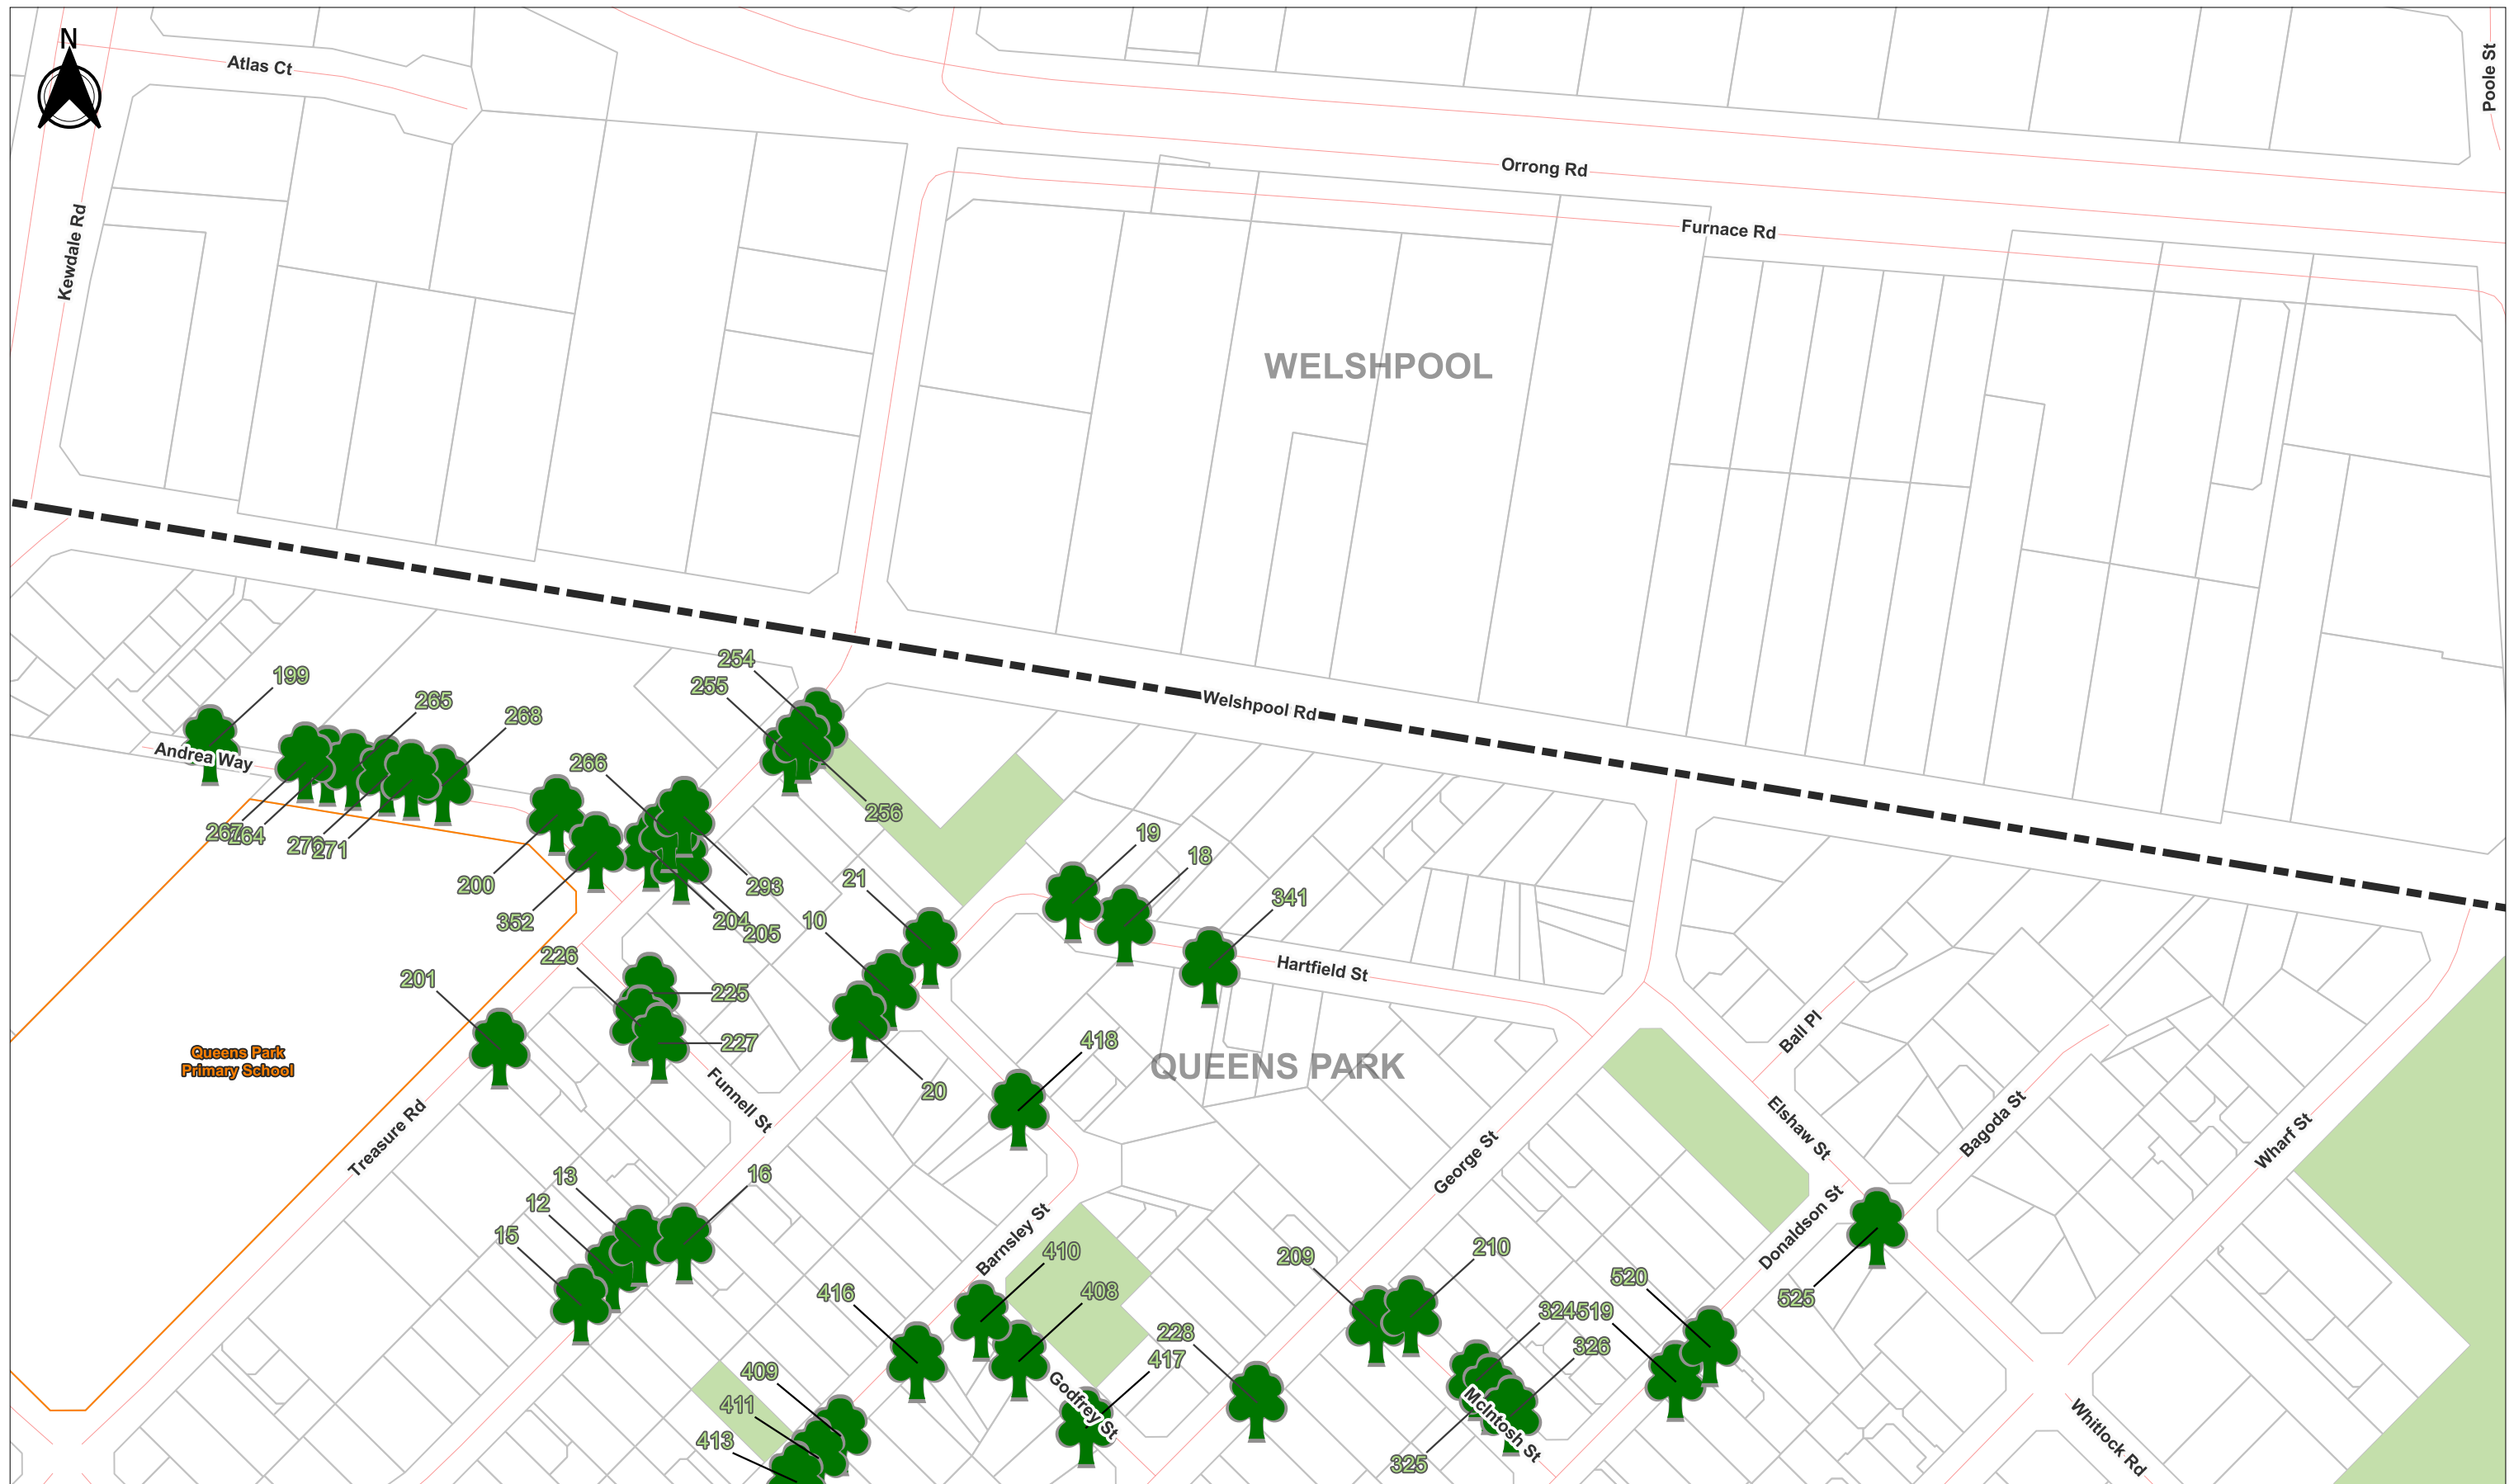 N
Atlas Ct
Poole St
Orrong Rd
Furnace Rd
Kewdale Rd
WELSHPOOL
254
199
255
265
Welshpool Rd
268
Andrea Way
266
256
267
264
271
19
18
200
293
21
341
352
204
10
205
226
Hartfield St
201
225
Ball Pl
418
227
Queens Park
Primary School
QUEENS PARK
20
Funnell St
Elshaw St
Bagoda St
Treasure Rd
Wharf St
George St
13
16
12
Donaldson St
15
Barnsley St
410
209
210
520
408
416
525
324
519
228
326
417
409
Godfrey St
411
McIntosh St
413
325
Whitlock Rd